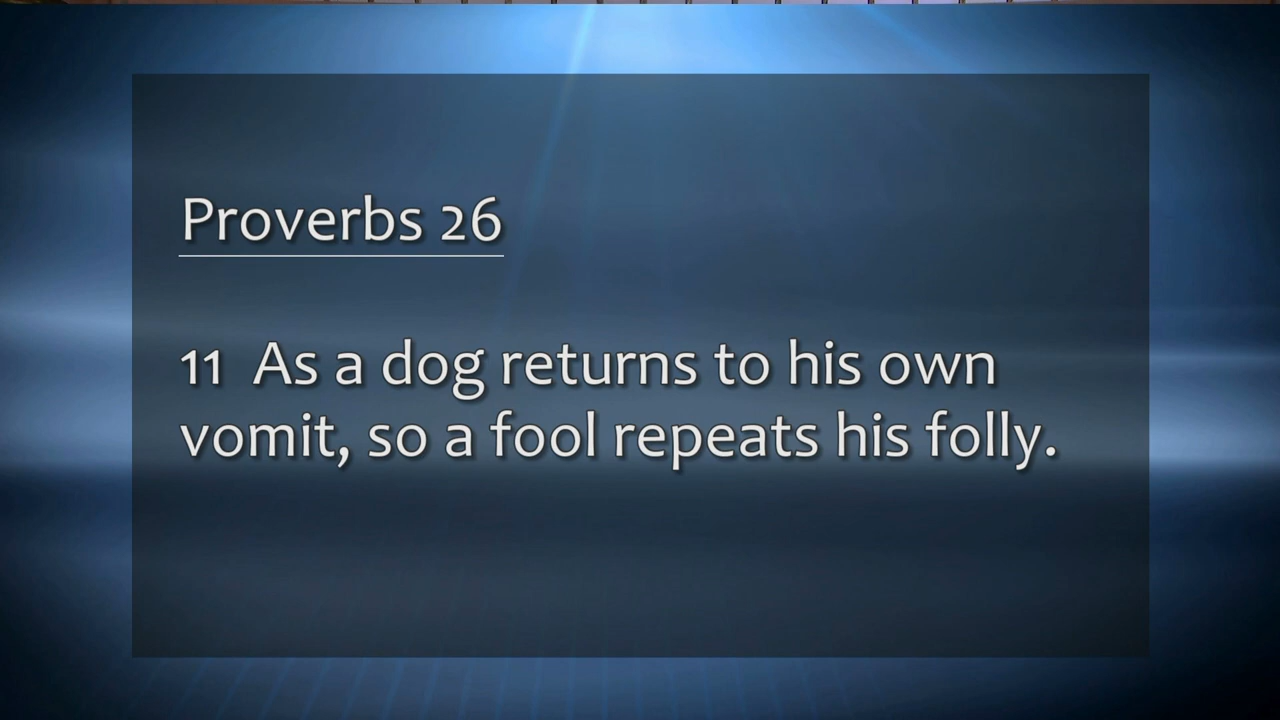 Proverbs 26
11 As a dog returns to his own
vomit, so a fool repeats his folly.